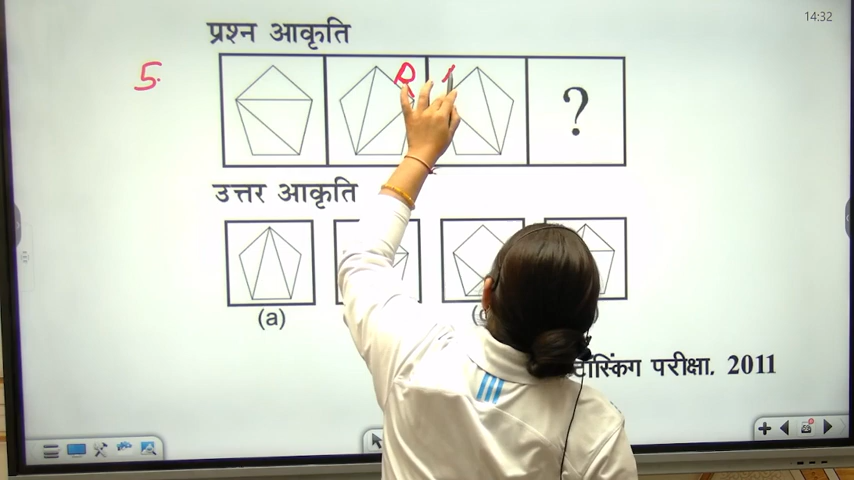 14:32
प्रश्न आकृति
5.
R
?
उत्तर आकृति
(a)
परीक्षा. 2011